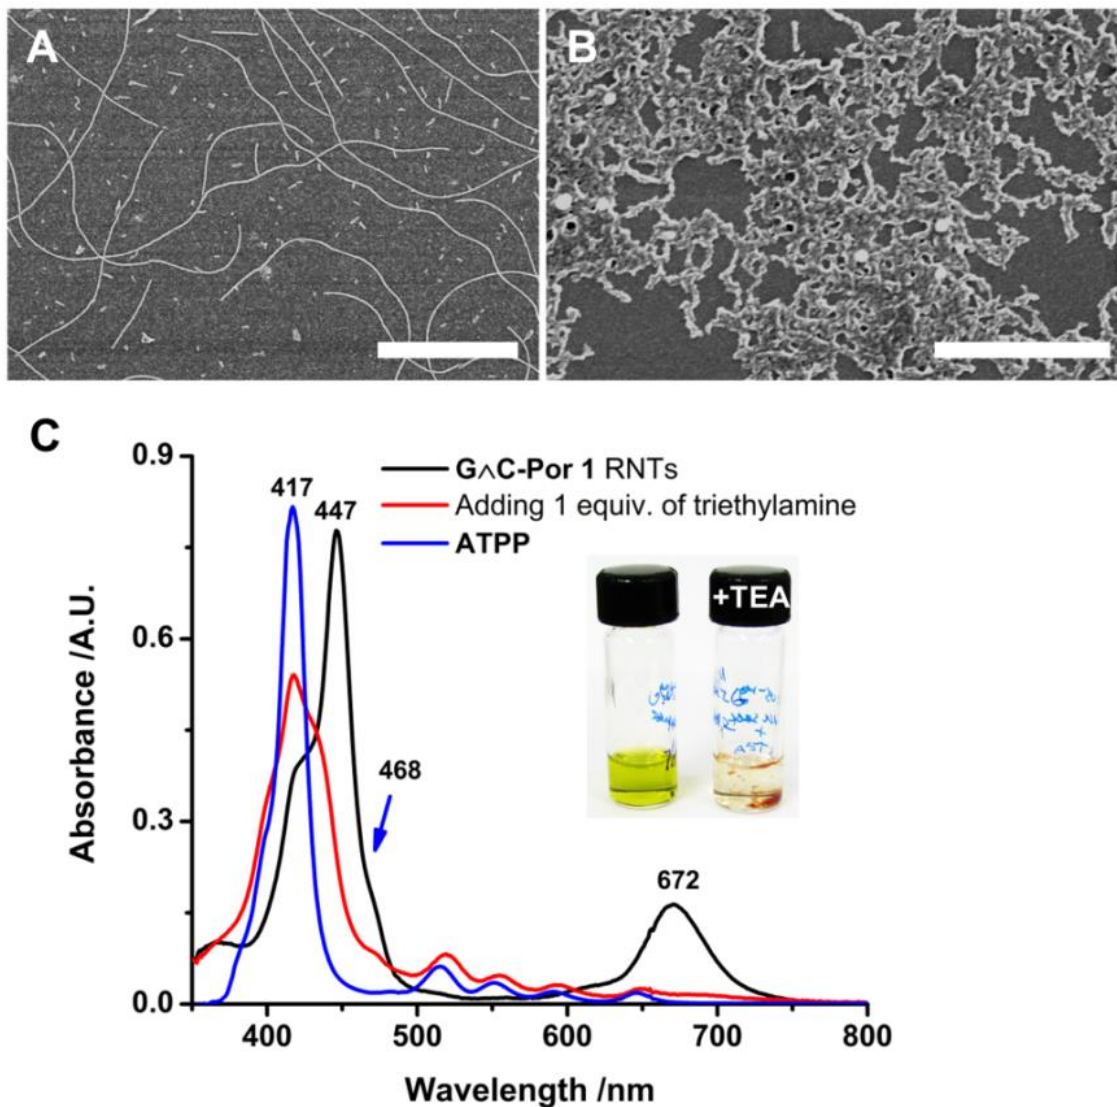 A
B
C
G∧C-Por 1 RNTs
Adding 1 equiv. of triethylamine
ATPP
417
447
468
672
+TEA
0.9
0.6
0.3
0.0
Absorbance /A.U.
400
500
600
700
800
Wavelength /nm